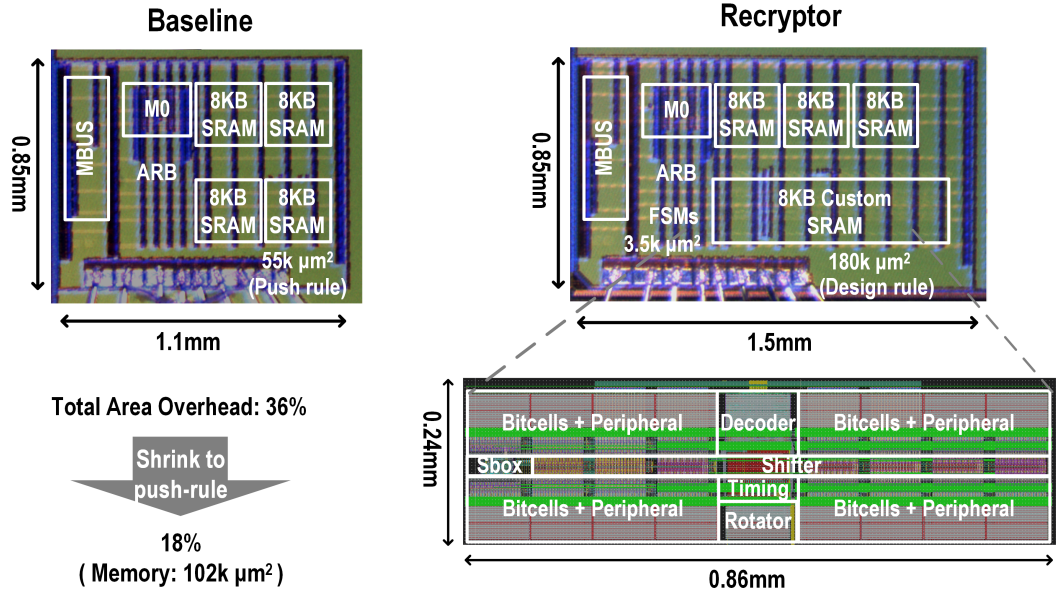 Baseline
Recryptor
MBUS
M0
8KB
SRAM
8KB
SRAM
ARB
8KB
SRAM
8KB
SRAM
55k µm²
(Push rule)
0.85mm
1.1mm
MBUS
M0
8KB
SRAM
8KB
SRAM
8KB
SRAM
ARB
FSMs
3.5k µm²
8KB Custom
SRAM
180k µm²
(Design rule)
0.85mm
1.5mm
Total Area Overhead: 36%
Shrink to
push-rule
18%
( Memory: 102k µm² )
0.24mm
Bitcells + Peripheral
Decoder
Bitcells + Peripheral
Sbox
Shifter
Timing
Bitcells + Peripheral
Rotator
Bitcells + Peripheral
0.86mm